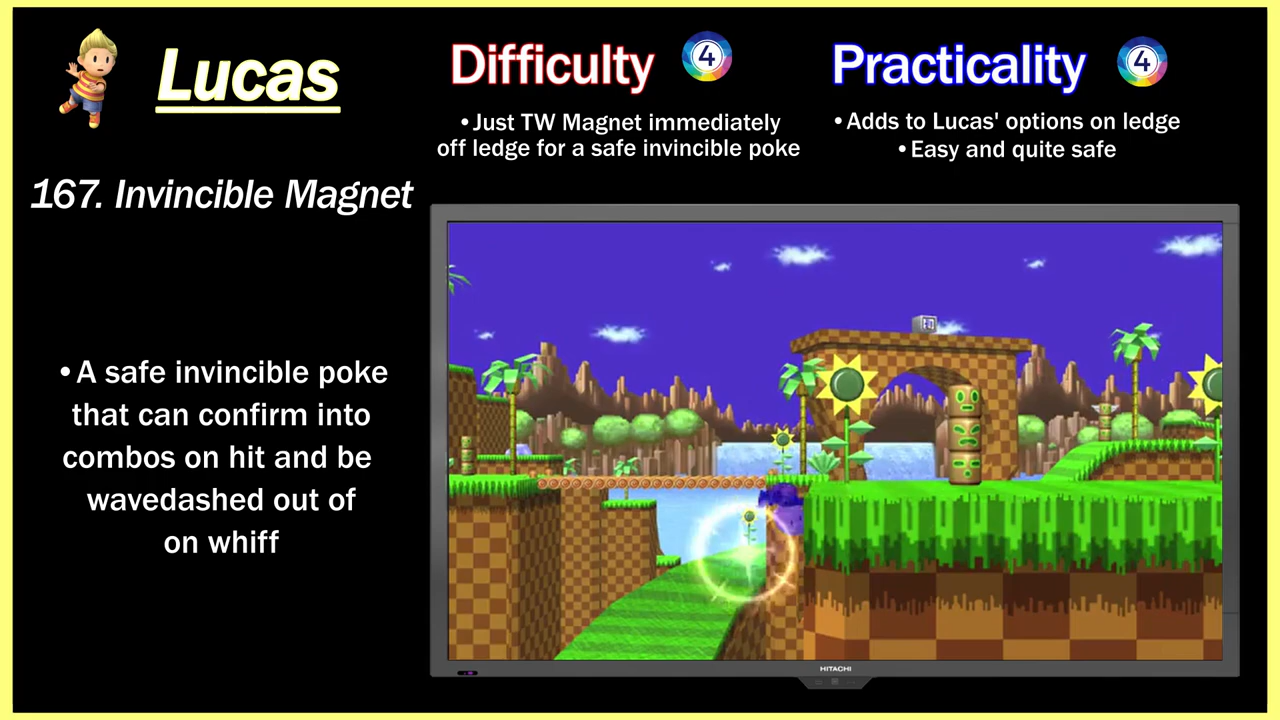 Lucas
Difficulty 4
•Just TW Magnet immediately
off ledge for a safe invincible poke
Practicality 4
•Adds to Lucas' options on ledge
•Easy and quite safe
167. Invincible Magnet
•A safe invincible poke
that can confirm into
combos on hit and be
wavedashed out of
on whiff
HITACHI